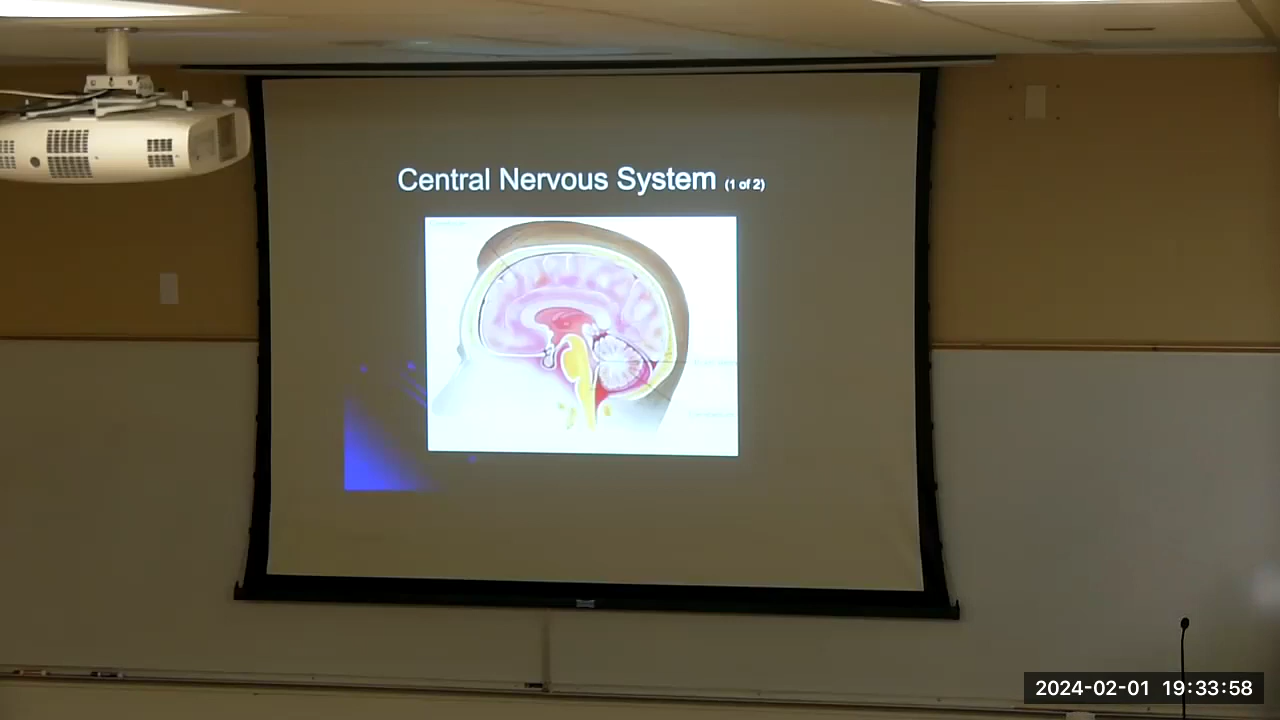 Central Nervous System (1 of 2)
2024-02-01 19:33:58